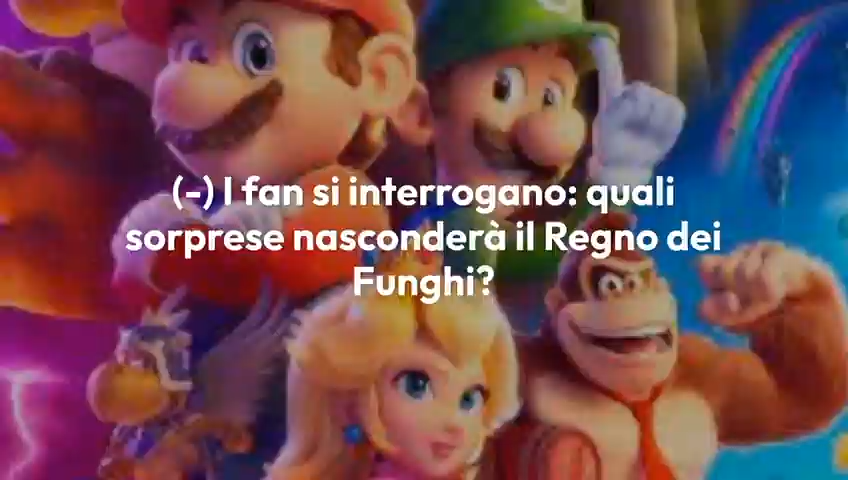 (-) I fan si interrogano: quali
sorprese nasconderà il Regno dei
Funghi?